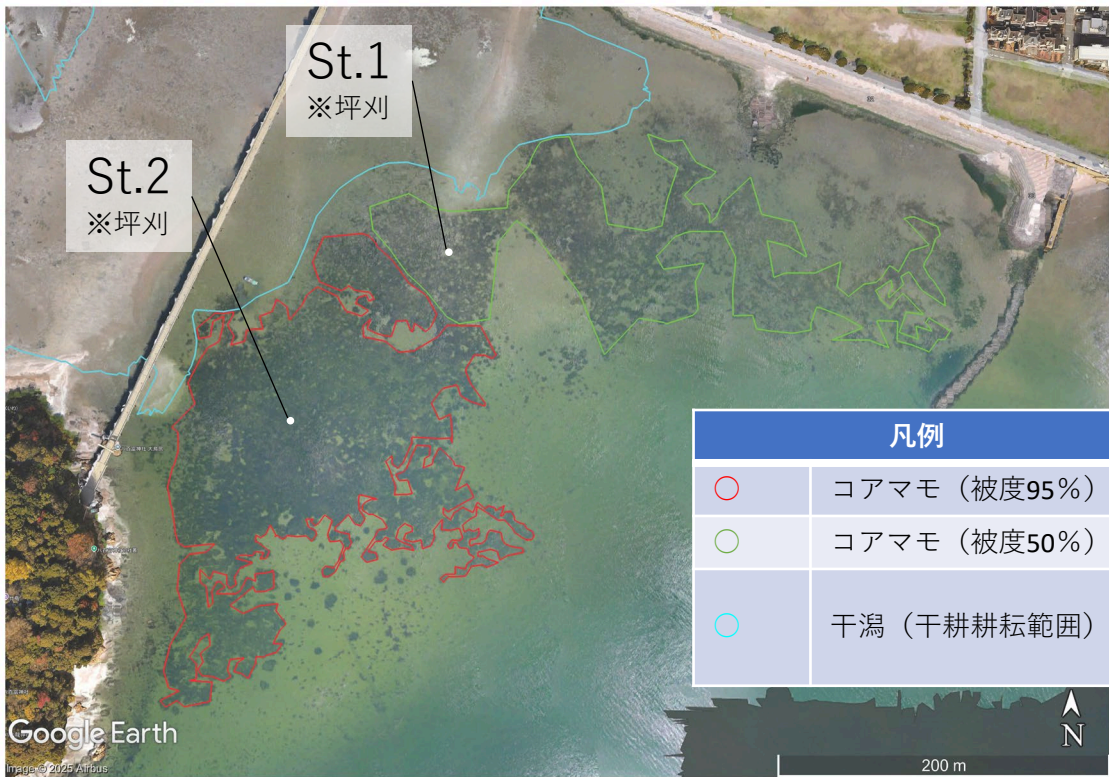 St.1
※坪刈
St.2
※坪刈
凡例
コアマモ（被度95％）
コアマモ（被度50％）
干潟（干耕耕耘範囲）
Google Earth
Image © 2025 Airbus
N
200 m